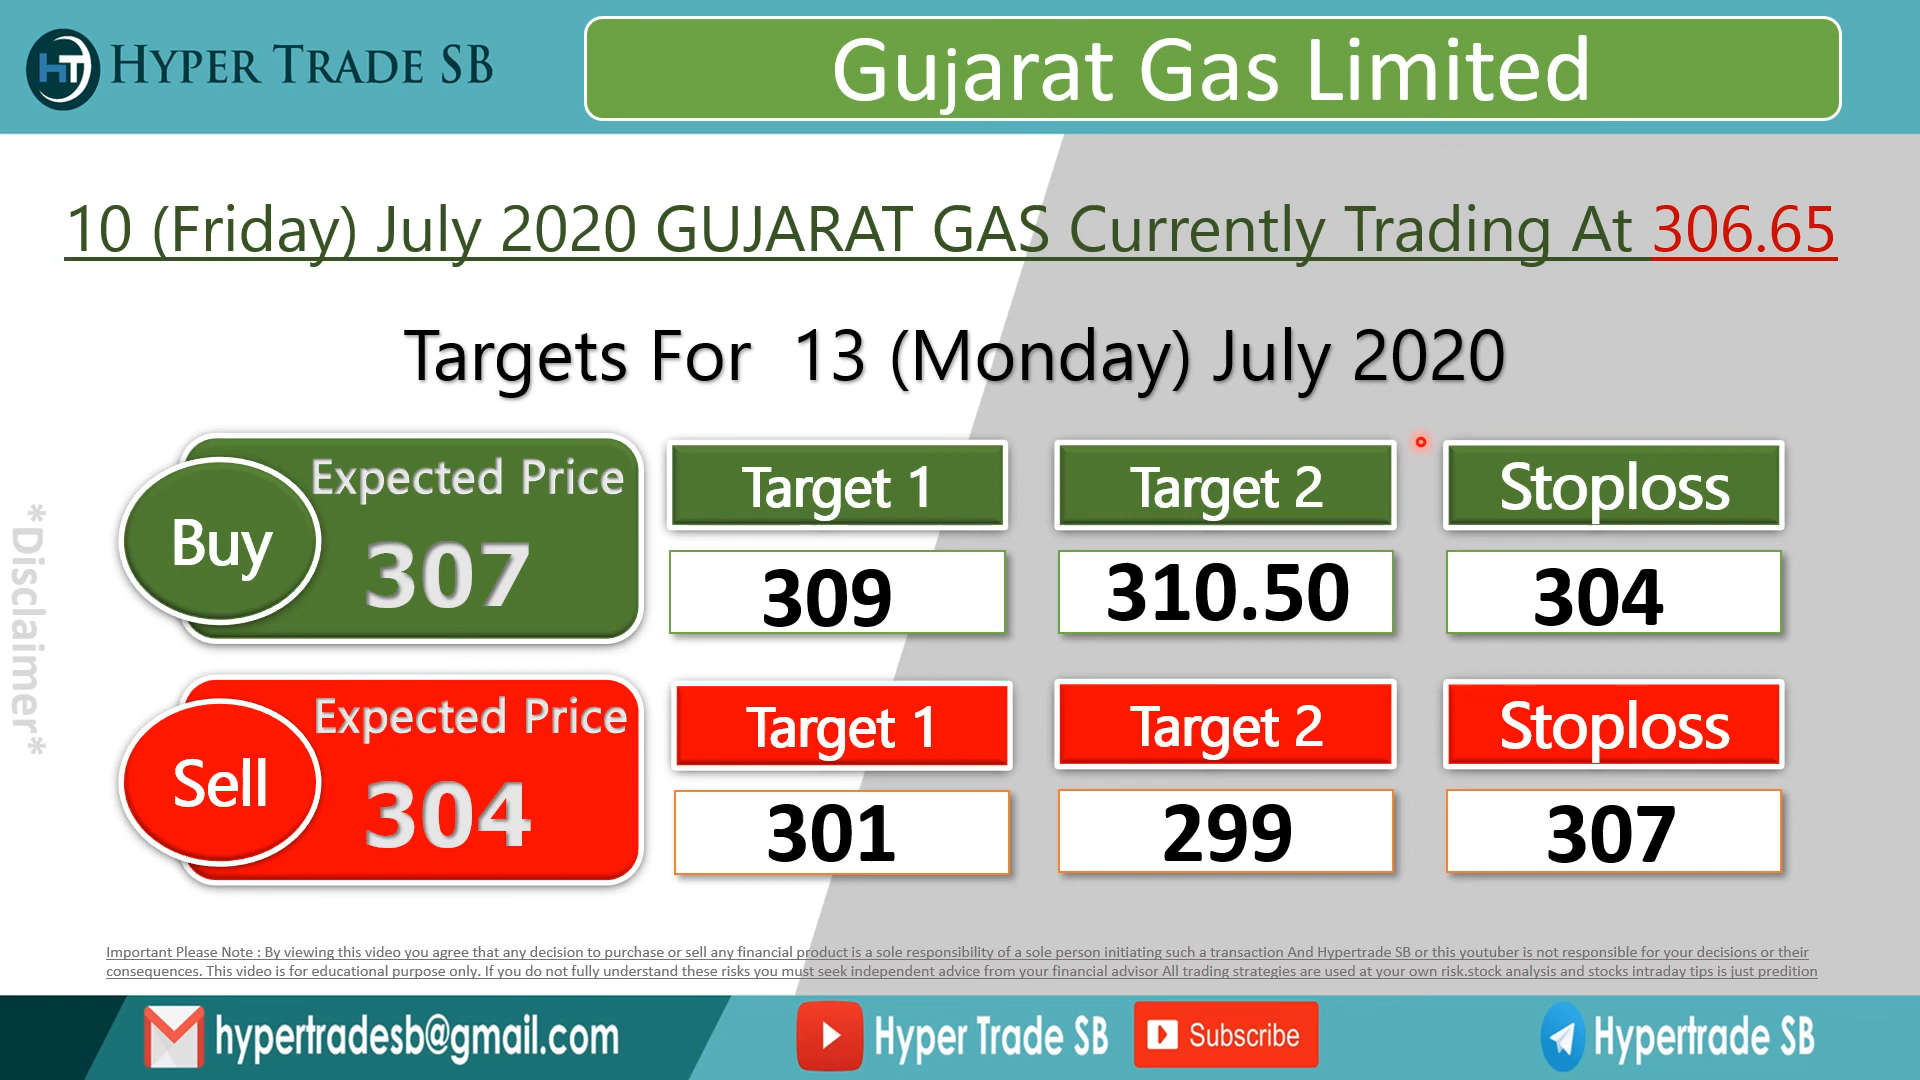 HT HYPER TRADE SB
Gujarat Gas Limited
10 (Friday) July 2020 GUJARAT GAS Currently Trading At 306.65
Targets For 13 (Monday) July 2020
*Disclaimer*
Buy
Expected Price
307
Target 1
309
Target 2
310.50
Stoploss
304
Sell
Expected Price
304
Target 1
301
Target 2
299
Stoploss
307
Important Please Note : By viewing this video you agree that any decision to purchase or sell any financial product is a sole responsibility of a sole person initiating such a transaction And Hypertrade SB or this youtuber is not responsible for your decisions or their
consequences. This video is for educational purpose only. If you do not fully understand these risks you must seek independent advice from your financial advisor All trading strategies are used at your own risk.stock analysis and stocks intraday tips is just predition
hypertradesb@gmail.com
Hyper Trade SB
Subscribe
Hypertrade SB